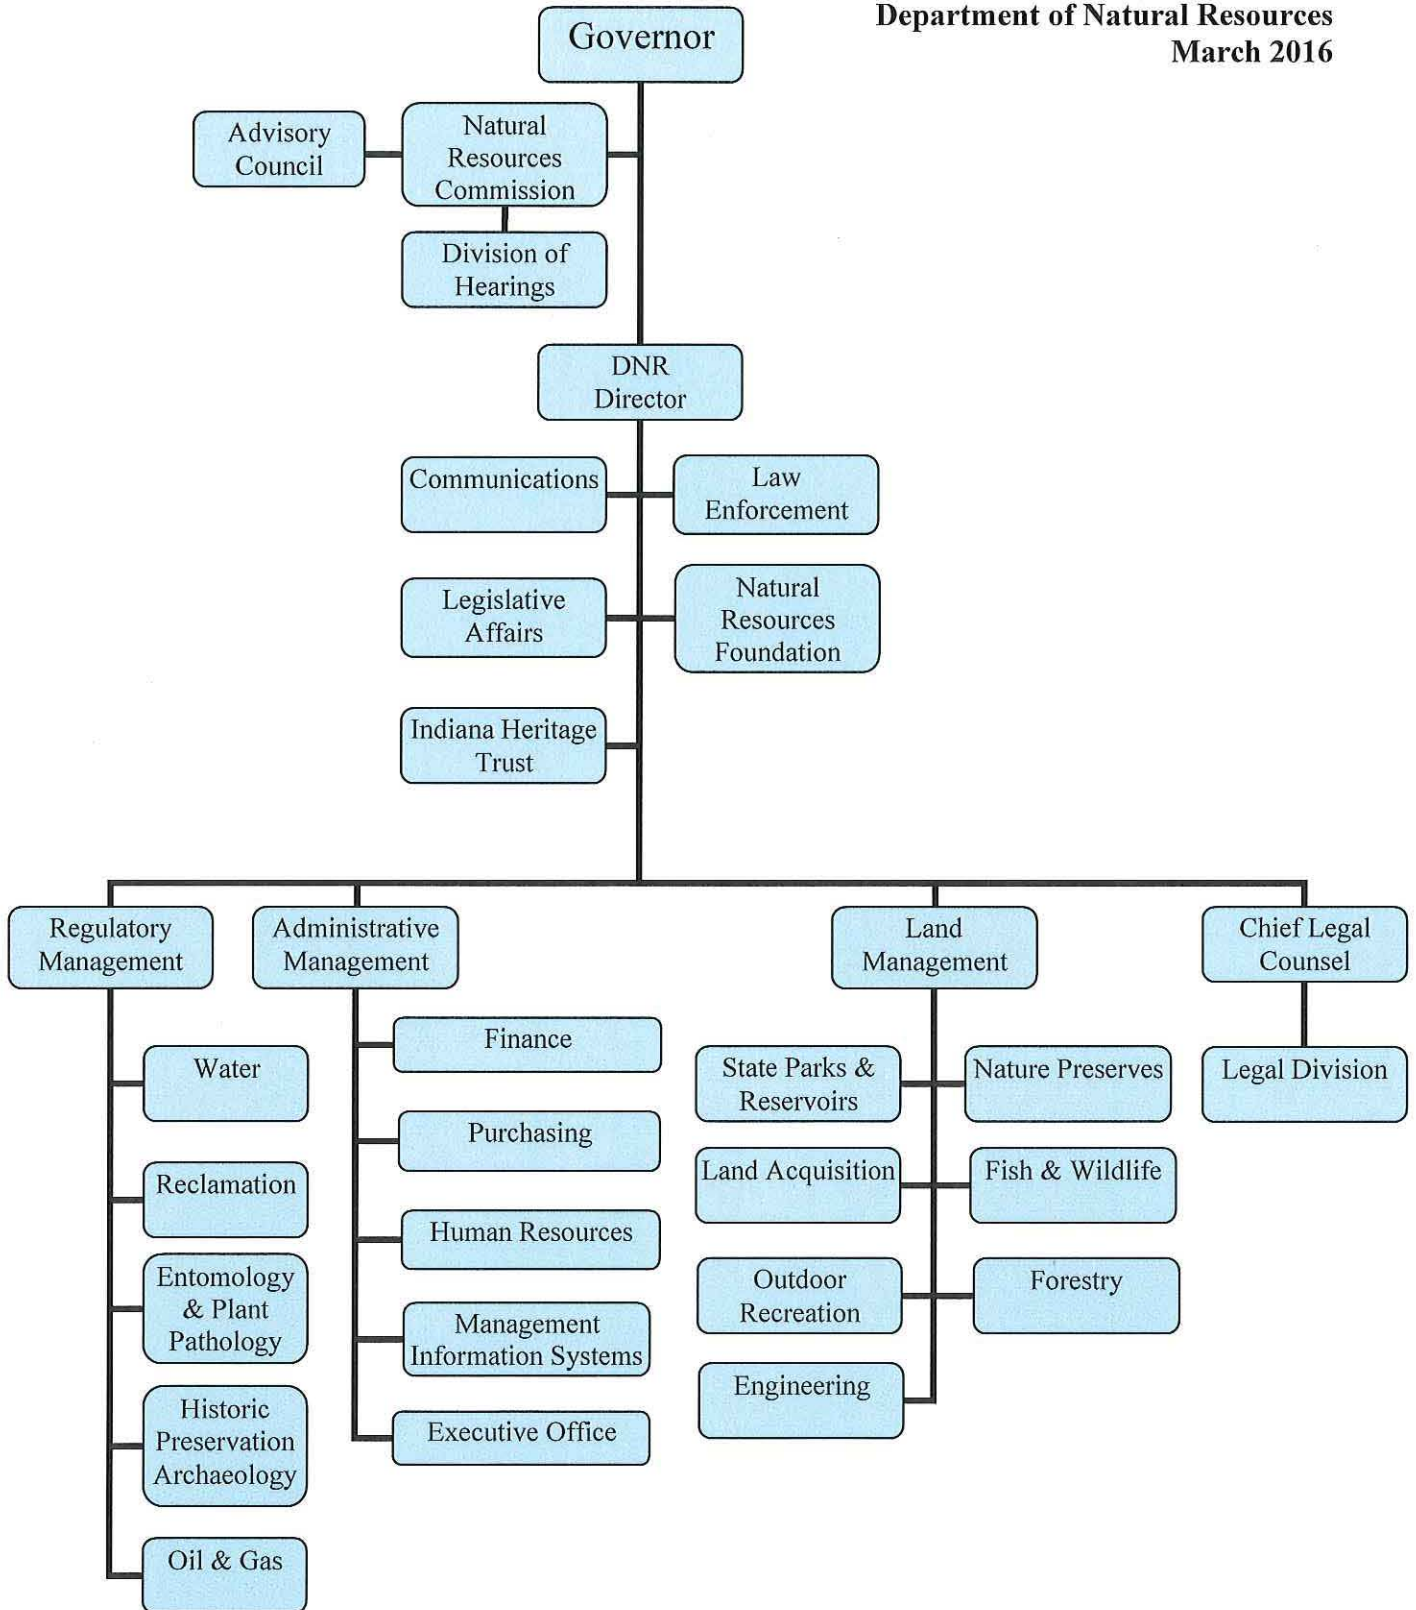 Department of Natural Resources
March 2016
Governor
Advisory
Council
Natural
Resources
Commission
Division of
Hearings
DNR
Director
Communications
Law
Enforcement
Legislative
Affairs
Natural
Resources
Foundation
Indiana Heritage
Trust
Regulatory
Management
Administrative
Management
Land
Management
Chief Legal
Counsel
Water
Reclamation
Entomology
& Plant
Pathology
Historic
Preservation
Archaeology
Oil & Gas
Finance
Purchasing
Human Resources
Management
Information Systems
Executive Office
State Parks &
Reservoirs
Nature Preserves
Land Acquisition
Fish & Wildlife
Outdoor
Recreation
Forestry
Engineering
Legal Division